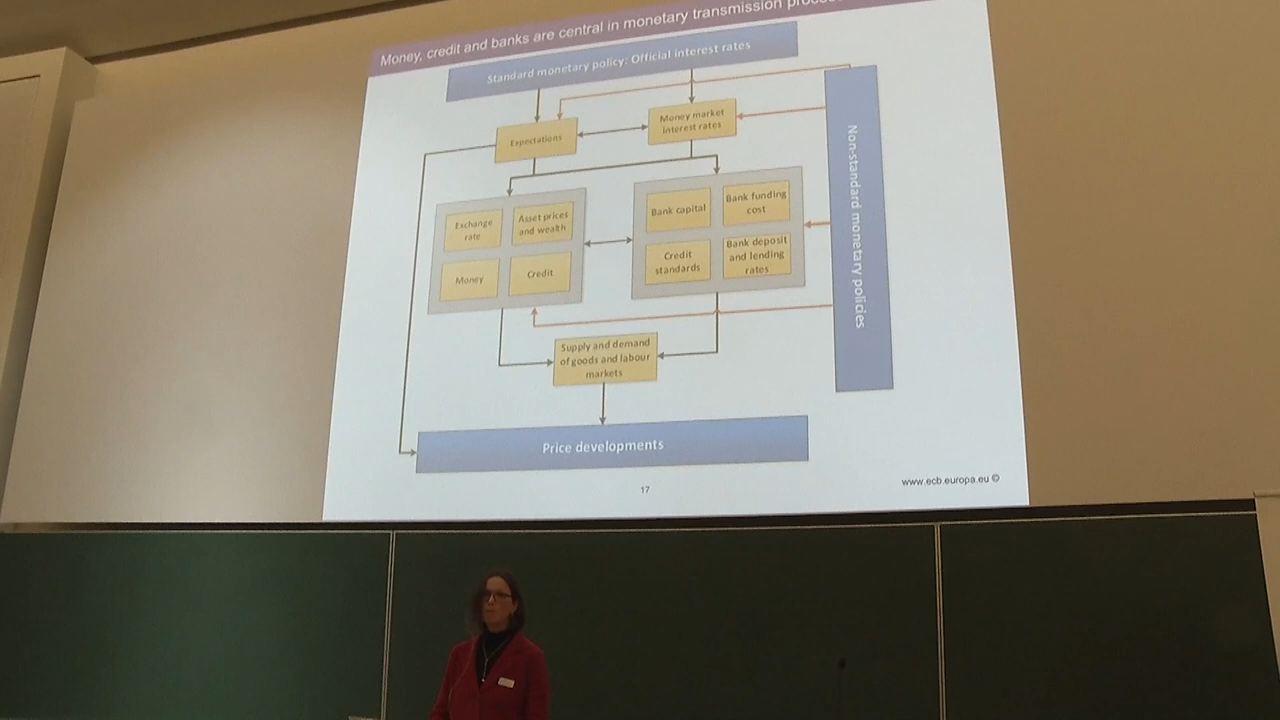 Money, credit and banks are central in monetary transmission
Standard monetary policy: Official interest rates
Expectations
Money market
interest rates
Exchange
rate
Asset prices
and wealth
Money
Credit
Bank capital
Bank funding
cost
Credit
standards
Bank deposit
and lending
rates
Non-standard monetary policies
Supply and demand
of goods and labour
markets
Price developments
17
www.ecb.europa.eu ©